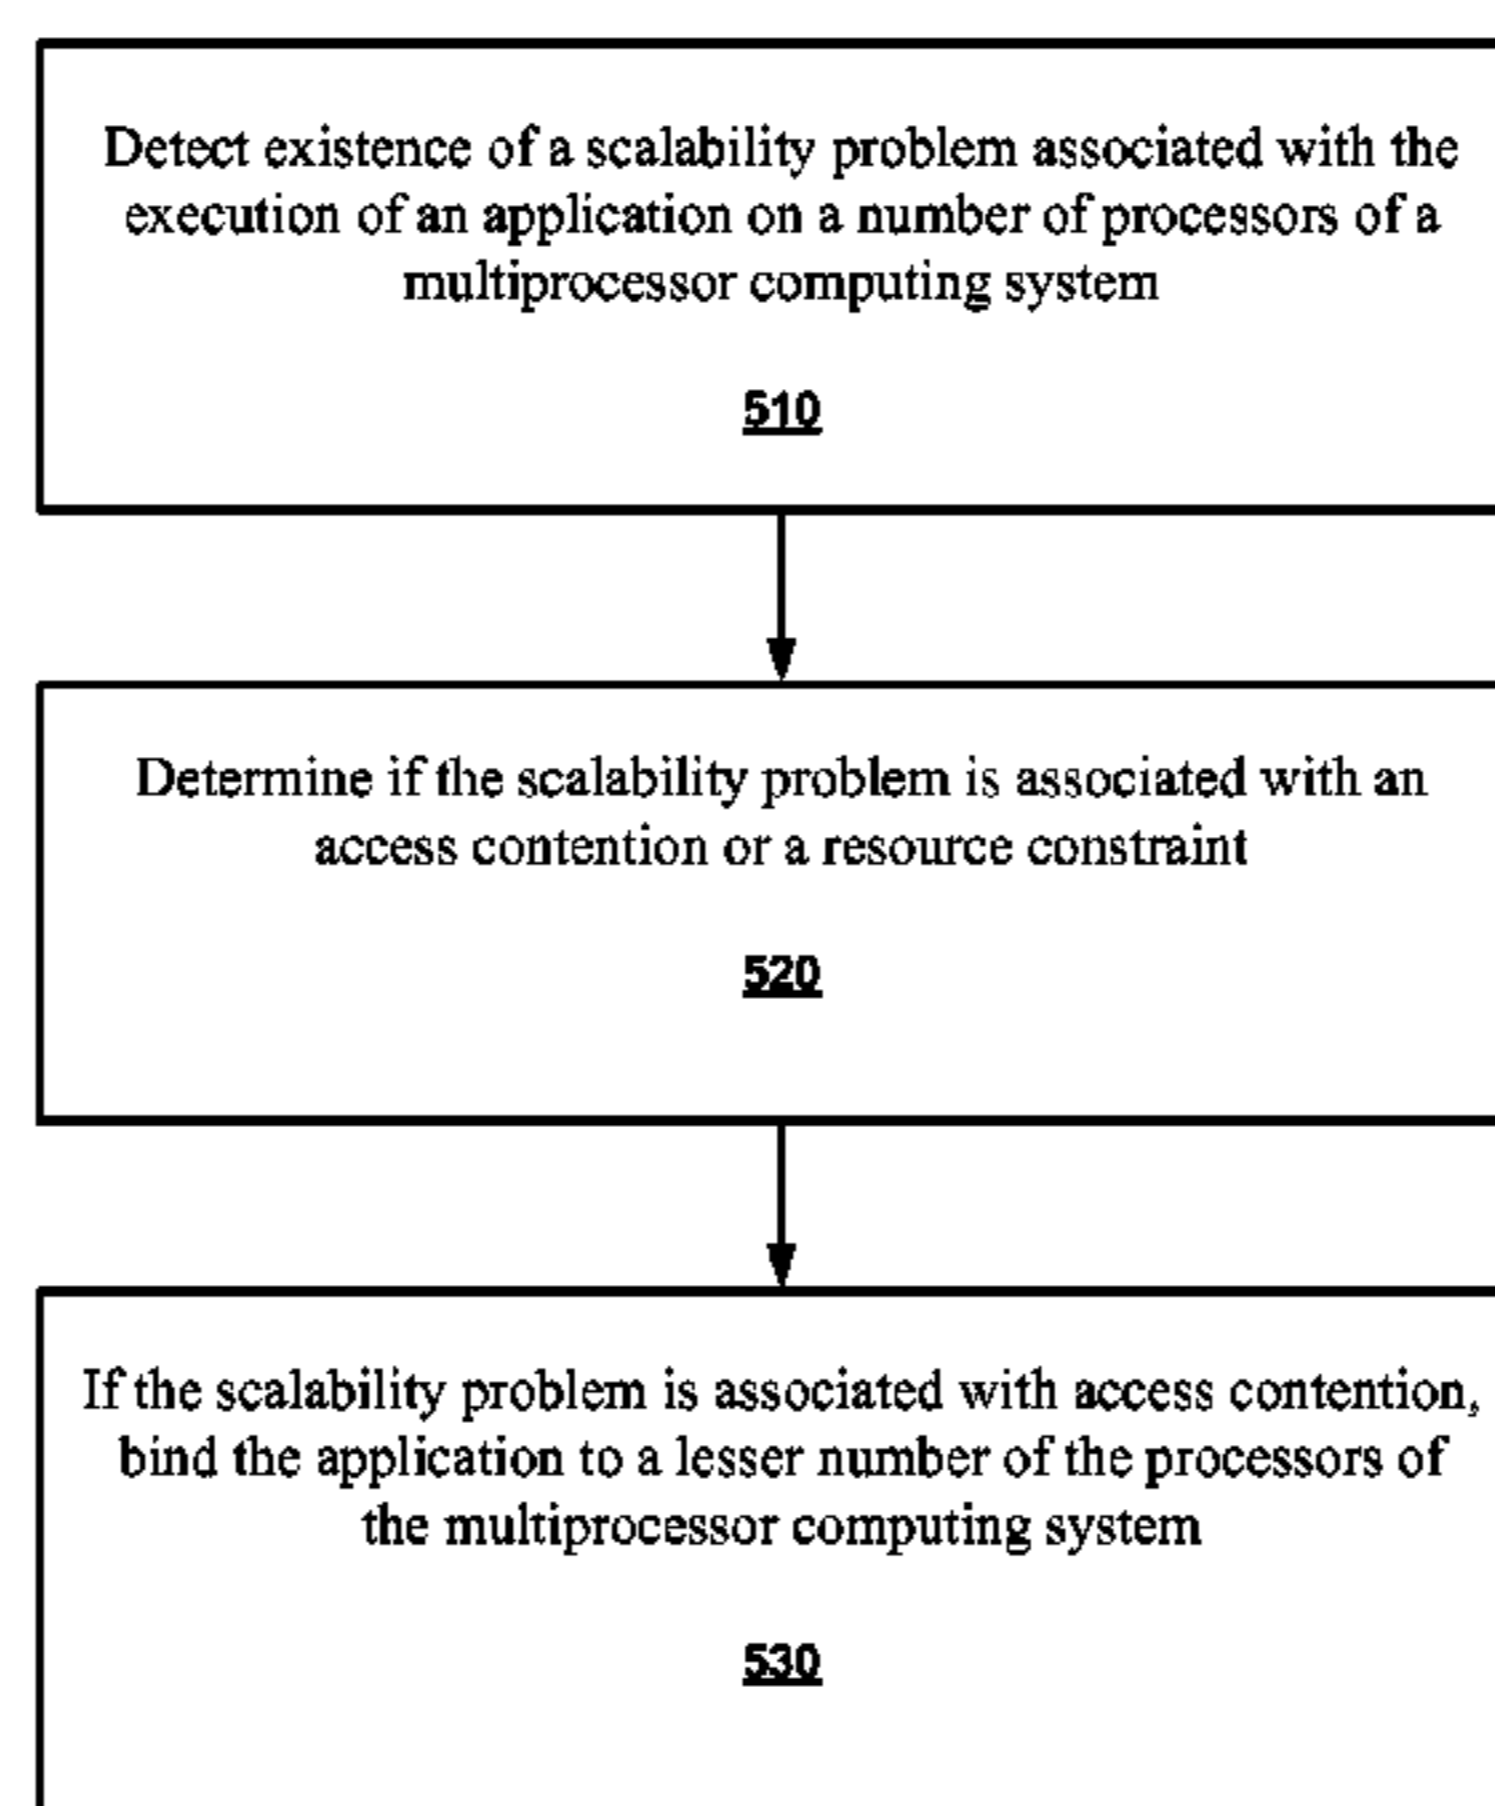 Detect existence of a scalability problem associated with the
execution of an application on a number of processors of a
multiprocessor computing system
510
Determine if the scalability problem is associated with an
access contention or a resource constraint
520
If the scalability problem is associated with access contention,
bind the application to a lesser number of the processors of
the multiprocessor computing system
530